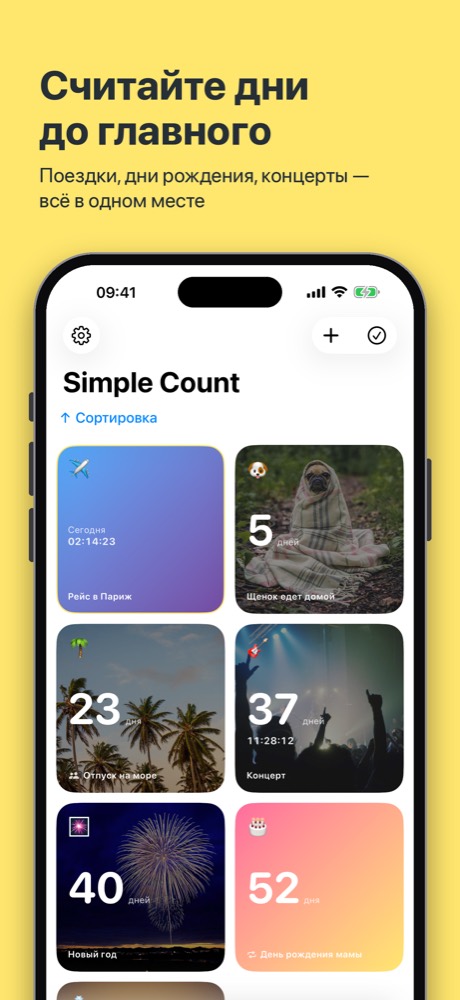 Считайте дни
до главного
Поездки, дни рождения, концерты —
всё в одном месте
09:41
Simple Count
↑ Сортировка
Сегодня
02:14:23
Рейс в Париж
5 дней
Щенок едет домой
23 дня
Отпуск на море
37 дней
11:28:12
Концерт
40 дней
Новый год
52 дня
День рождения мамы